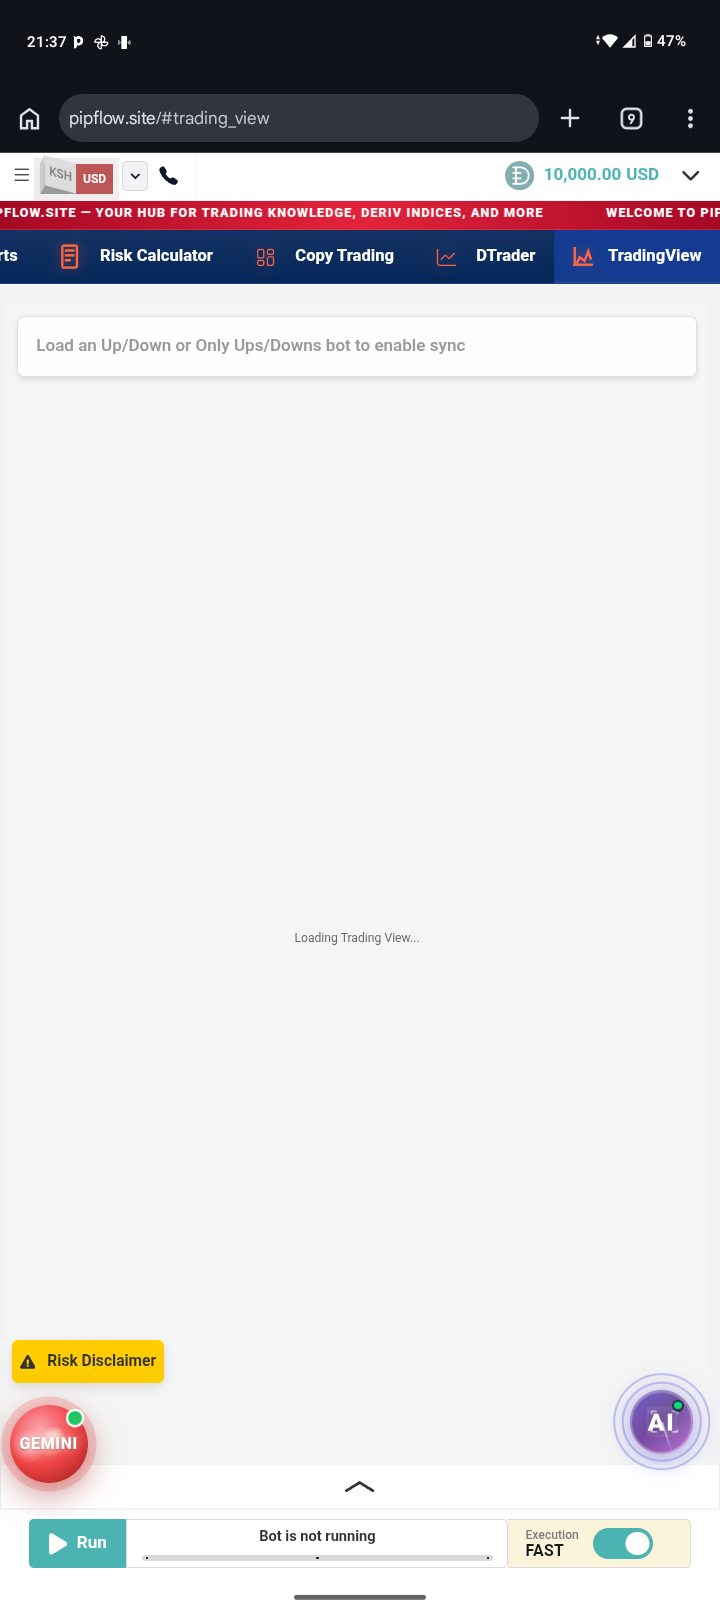 21:37
47%
pipflow.site/#trading_view
9
KSH
USD
10,000.00 USD
PFLOW.SITE — YOUR HUB FOR TRADING KNOWLEDGE, DERIV INDICES, AND MORE
WELCOME TO PIP
rts
Risk Calculator
Copy Trading
DTrader
TradingView
Load an Up/Down or Only Ups/Downs bot to enable sync
Loading Trading View...
Risk Disclaimer
GEMINI
AI
Run
Bot is not running
Execution
FAST